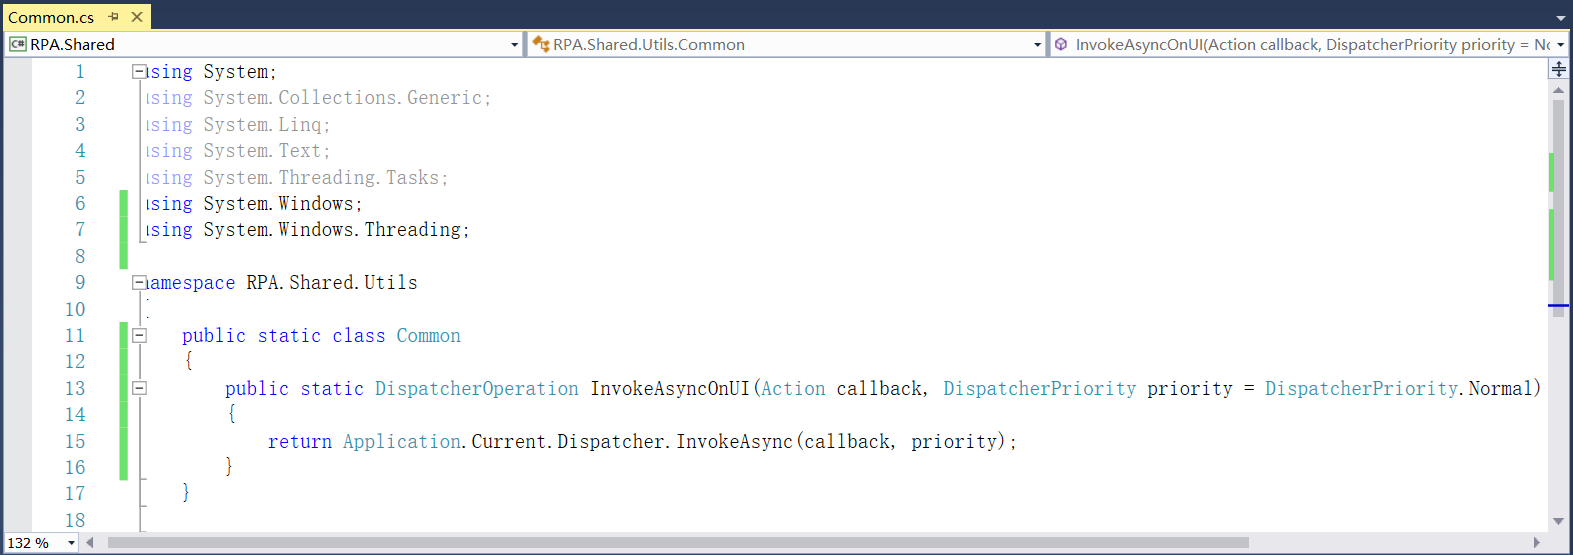 Common.cs
RPA.Shared
RPA.Shared.Utils.Common
InvokeAsyncOnUI(Action callback, DispatcherPriority priority = No
1 using System;
2 using System.Collections.Generic;
3 using System.Linq;
4 using System.Text;
5 using System.Threading.Tasks;
6 using System.Windows;
7 using System.Windows.Threading;
8
9 namespace RPA.Shared.Utils
10 {
11 public static class Common
12 {
13 public static DispatcherOperation InvokeAsyncOnUI(Action callback, DispatcherPriority priority = DispatcherPriority.Normal)
14 {
15 return Application.Current.Dispatcher.InvokeAsync(callback, priority);
16 }
17 }
18
132 %